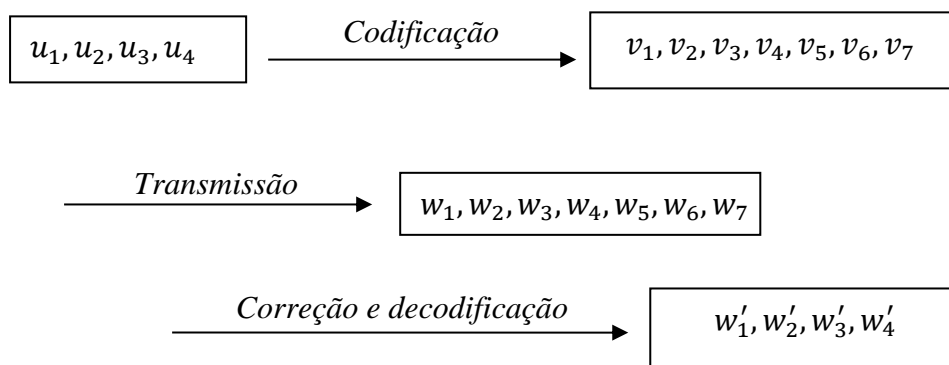 u₁, u₂, u₃, u₄ Codificação v₁, v₂, v₃, v₄, v₅, v₆, v₇
Transmissão w₁, w₂, w₃, w₄, w₅, w₆, w₇
Correção e decodificação w′₁, w′₂, w′₃, w′₄